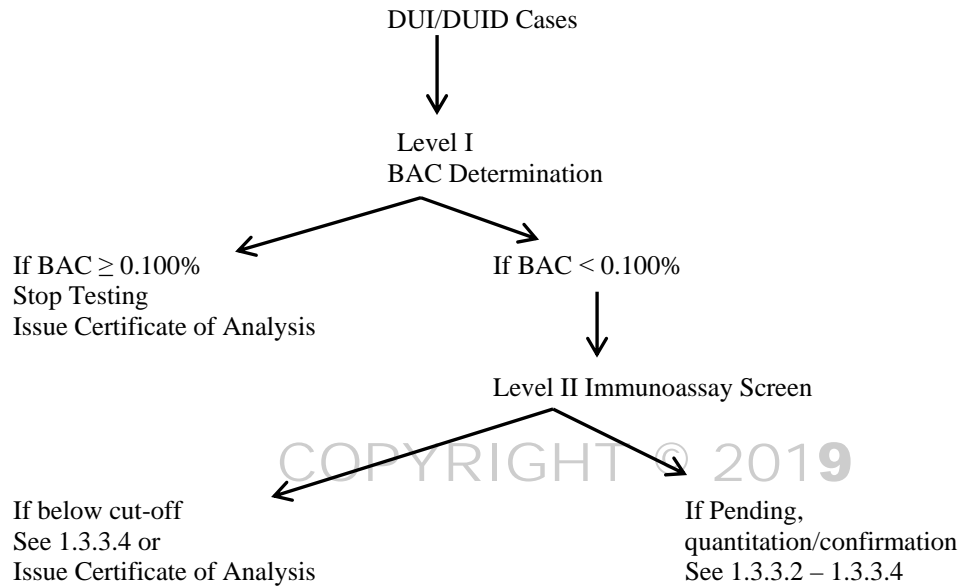 DUI/DUID Cases
Level I
BAC Determination
If BAC ≥ 0.100%
Stop Testing
Issue Certificate of Analysis
If BAC < 0.100%
Level II Immunoassay Screen
COPYRIGHT © 2019
If below cut-off
See 1.3.3.4 or
Issue Certificate of Analysis
If Pending,
quantitation/confirmation
See 1.3.3.2 – 1.3.3.4